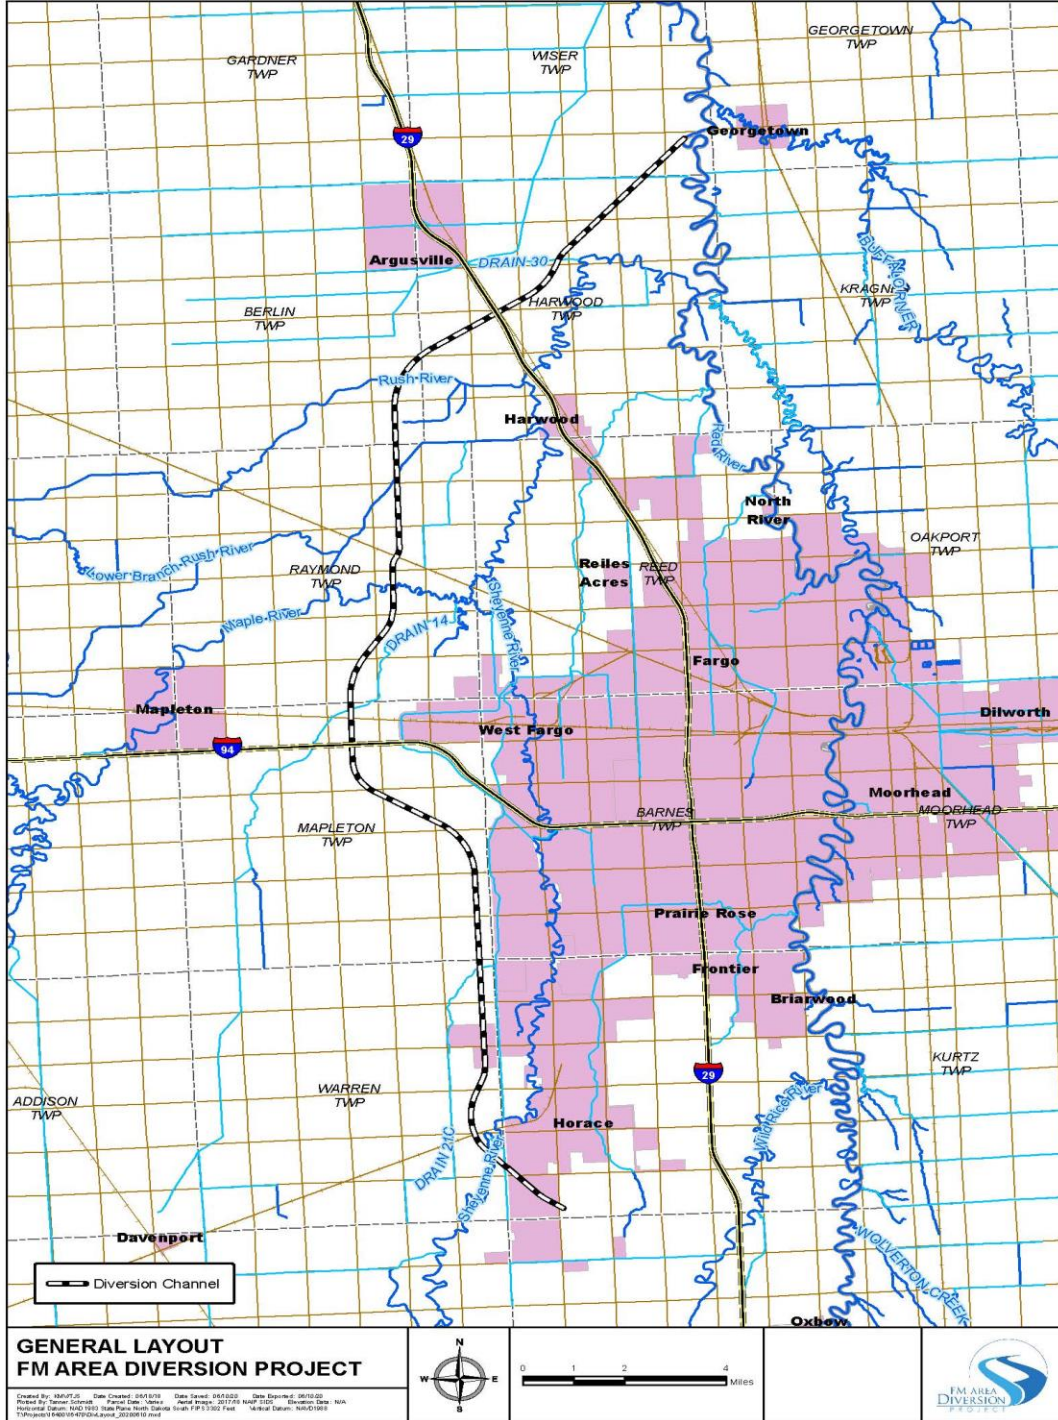 GARDNER
TWP
WISER
TWP
GEORGETOWN
TWP
29
Georgetown
Argusville
DRAIN 30
BUFFALO RIVER
BERLIN
TWP
HARWOOD
TWP
TWP
Rush River
Harwood
Red River
North
River
OAKPORT
TWP
Lower Branch Rush River
RAYMOND
TWP
Reiles
Acres
REED
TWP
Maple River
Sheyenne River
DRAIN 14
Fargo
Mapleton
West Fargo
Dilworth
94
Moorhead
MAPLETON
TWP
BARNES
TWP
MOORHEAD
TWP
Prairie Rose
Frontier
Briarwood
KURTZ
TWP
29
ADDISON
TWP
WARREN
TWP
Wild Rice River
Horace
DRAIN 21C
Sheyenne River
Davenport
WOLVERTON CREEK
Diversion Channel
Oxbow
GENERAL LAYOUT
FM AREA DIVERSION PROJECT
N
W
E
S
0 1 2 4
Miles
FM AREA
DIVERSION
PROJECT